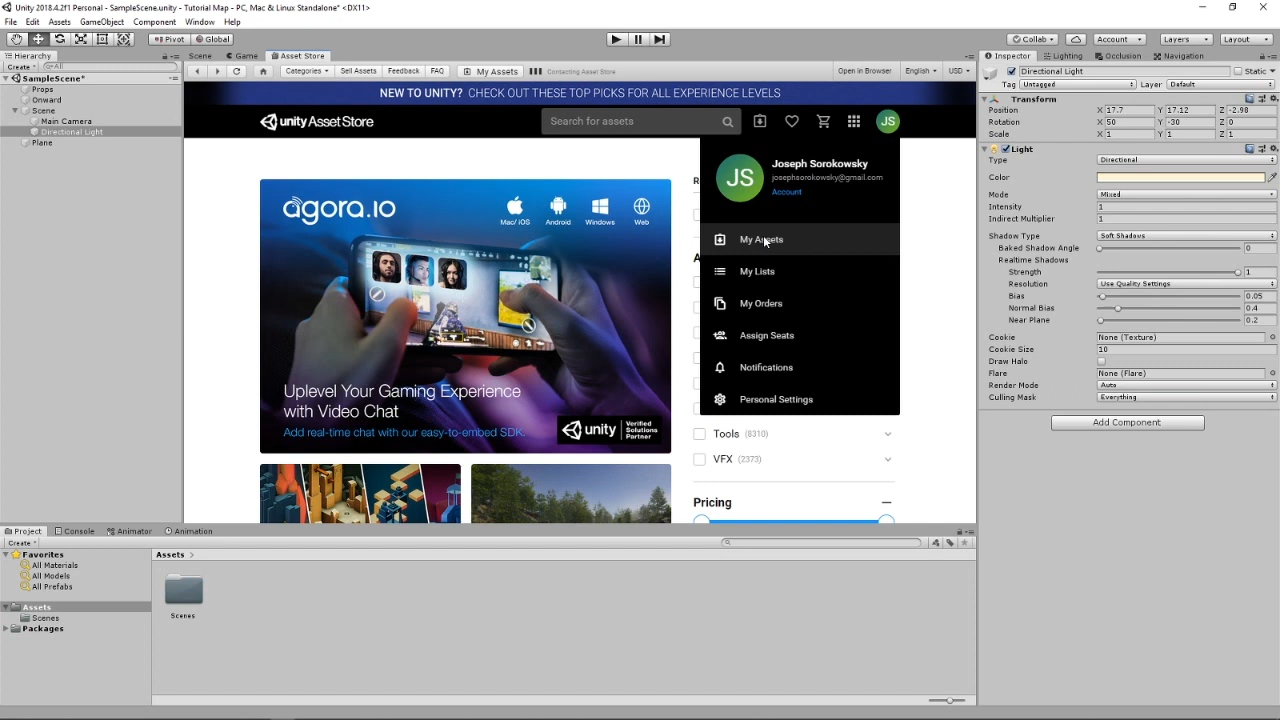 Unity 2018.4.2f1 Personal - SampleScene.unity - Tutorial Map - PC, Mac & Linux Standalone* <DX11>
File Edit Assets GameObject Component Window Help
Pivot Global
Collab Account Layers Layout
Hierarchy
Create All
SampleScene*
Props
Onward
Scene
Main Camera
Directional Light
Plane
Scene Game Asset Store
Categories Sell Assets Feedback FAQ My Assets Contacting Asset Store Open in Browser English USD
NEW TO UNITY? CHECK OUT THESE TOP PICKS FOR ALL EXPERIENCE LEVELS
unity Asset Store
Search for assets
JS
agora.io
Mac/ iOS Android Windows Web
Uplevel Your Gaming Experience
with Video Chat
Add real-time chat with our easy-to-embed SDK.
unity Verified
Solutions
Partner
JS
Joseph Sorokowsky
josephsorokowsky@gmail.com
Account
My Assets
My Lists
My Orders
Assign Seats
Notifications
Personal Settings
Tools (8310)
VFX (2373)
Pricing
Inspector Lighting Occlusion Navigation
Directional Light Static
Tag Untagged Layer Default
Transform
Position X 17.7 Y 17.12 Z -2.98
Rotation X 50 Y -30 Z 0
Scale X 1 Y 1 Z 1
Light
Type Directional
Color
Mode Mixed
Intensity 1
Indirect Multiplier 1
Shadow Type Soft Shadows
Baked Shadow Angle 0
Realtime Shadows
Strength 1
Resolution Use Quality Settings
Bias 0.05
Normal Bias 0.4
Near Plane 0.2
Cookie None (Texture)
Cookie Size 10
Draw Halo
Flare None (Flare)
Render Mode Auto
Culling Mask Everything
Add Component
Project Console Animator Animation
Create
Favorites
All Materials
All Models
All Prefabs
Assets
Scenes
Packages
Assets >
Scenes